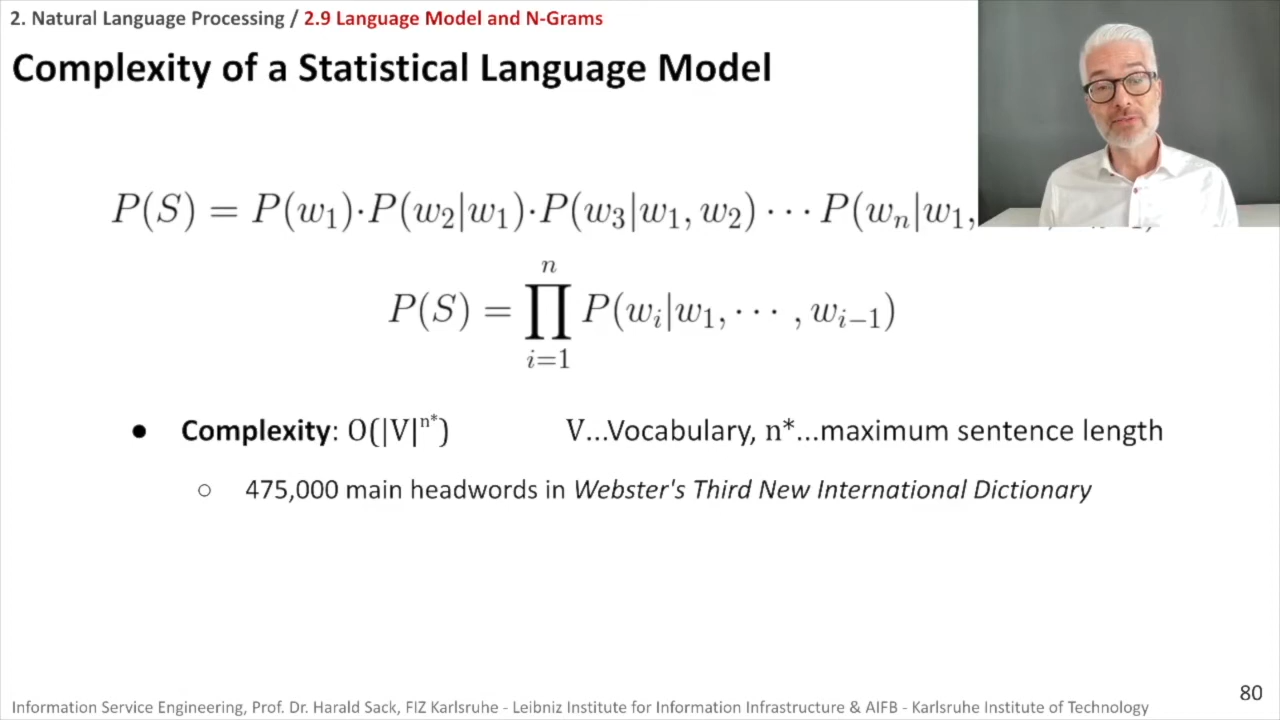 2. Natural Language Processing / 2.9 Language Model and N-Grams
Complexity of a Statistical Language Model
P(S) = P(w₁)·P(w₂|w₁)·P(w₃|w₁, w₂) ··· P(wₙ|w₁,
P(S) = ∏ⁿᵢ₌₁ P(wᵢ|w₁, ··· , wᵢ₋₁)
● Complexity: O(|V|ⁿ*) V...Vocabulary, n*...maximum sentence length
○ 475,000 main headwords in Webster's Third New International Dictionary
80
Information Service Engineering, Prof. Dr. Harald Sack, FIZ Karlsruhe - Leibniz Institute for Information Infrastructure & AIFB - Karlsruhe Institute of Technology